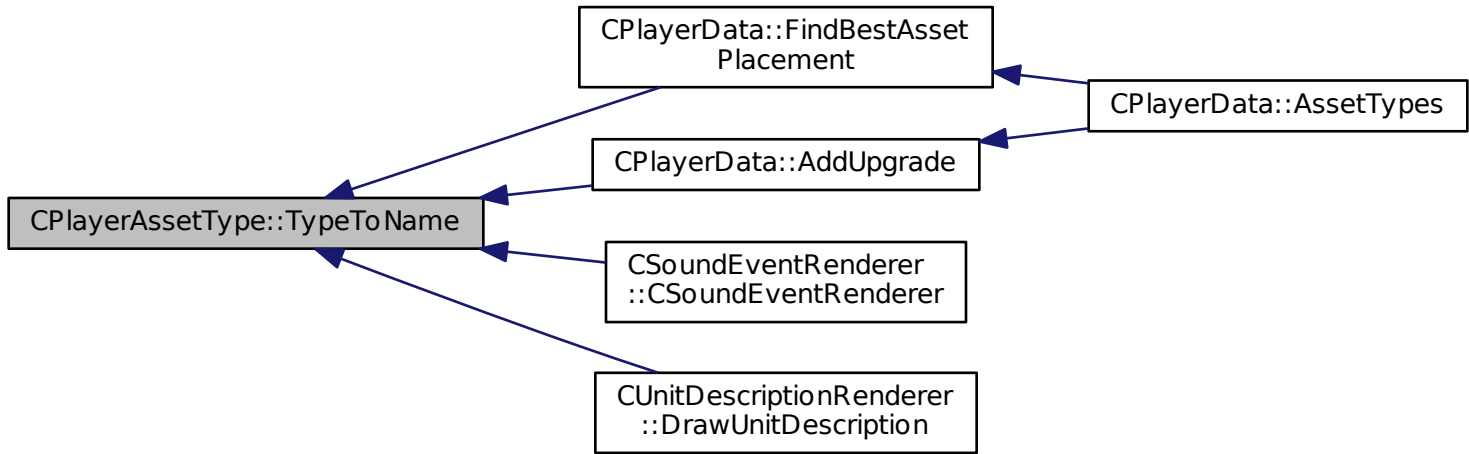 CPlayerData::FindBestAsset
Placement
CPlayerData::AssetTypes
CPlayerData::AddUpgrade
CPlayerAssetType::TypeToName
CSoundEventRenderer
::CSoundEventRenderer
CUnitDescriptionRenderer
::DrawUnitDescription